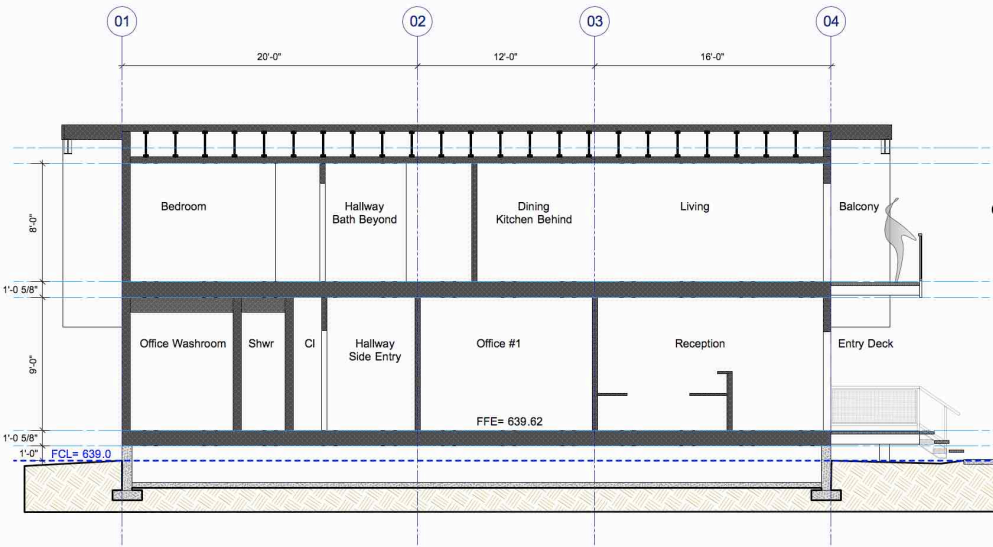 01 02 03 04
20'-0" 12'-0" 16'-0"
8'-0"
Bedroom
Hallway
Bath Beyond
Dining
Kitchen Behind
Living
Balcony
1'-0 5/8"
9'-0"
Office Washroom
Shwr
Cl
Hallway
Side Entry
Office #1
Reception
Entry Deck
FFE= 639.62
1'-0 5/8"
1'-0"
FCL= 639.0